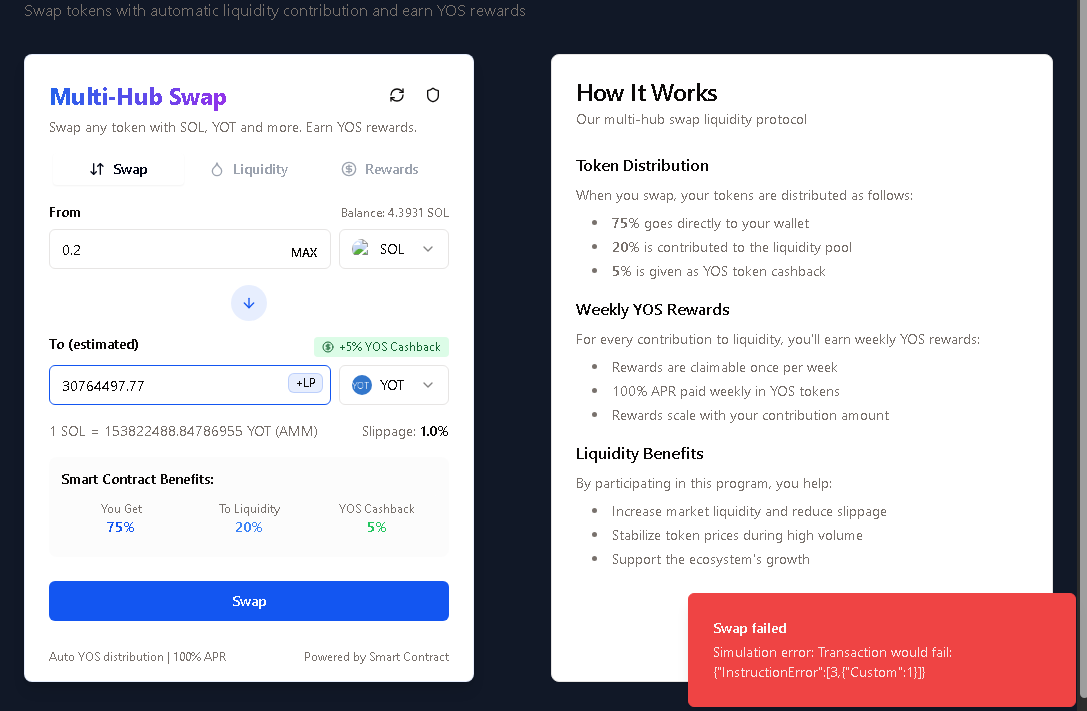 Swap tokens with automatic liquidity contribution and earn YOS rewards
Multi-Hub Swap
Swap any token with SOL, YOT and more. Earn YOS rewards.
Swap
Liquidity
Rewards
From
Balance: 4.3931 SOL
0.2
MAX
SOL
To (estimated)
+5% YOS Cashback
30764497.77
+LP
YOT
YOT
1 SOL = 153822488.84786955 YOT (AMM)
Slippage: 1.0%
Smart Contract Benefits:
You Get
To Liquidity
YOS Cashback
75%
20%
5%
Swap
Auto YOS distribution | 100% APR
Powered by Smart Contract
How It Works
Our multi-hub swap liquidity protocol
Token Distribution
When you swap, your tokens are distributed as follows:
75% goes directly to your wallet
20% is contributed to the liquidity pool
5% is given as YOS token cashback
Weekly YOS Rewards
For every contribution to liquidity, you'll earn weekly YOS rewards:
Rewards are claimable once per week
100% APR paid weekly in YOS tokens
Rewards scale with your contribution amount
Liquidity Benefits
By participating in this program, you help:
Increase market liquidity and reduce slippage
Stabilize token prices during high volume
Support the ecosystem's growth
Swap failed
Simulation error: Transaction would fail:
{"InstructionError":[3,{"Custom":1}]}